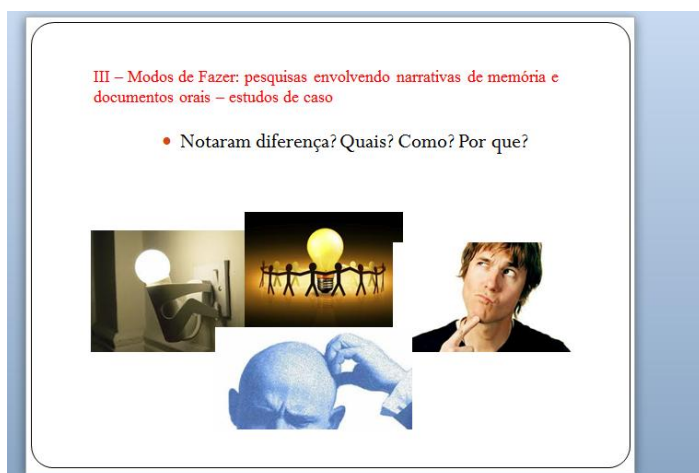 III – Modos de Fazer: pesquisas envolvendo narrativas de memória e
documentos orais – estudos de caso
• Notaram diferença? Quais? Como? Por que?